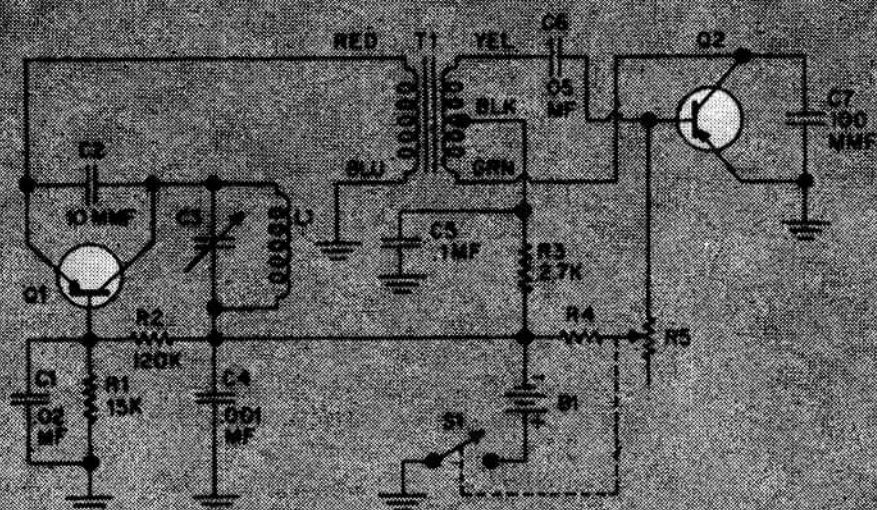 RED T1 YEL C6 Q2
.05
MF
BLK
C7
100
MMF
C2
10 MMF
C3
L1
BLU
GRN
C5
.1MF
R3
2.7K
Q1
R2
120K
R4
R5
C1
.02
MF
R1
15K
C4
.001
MF
-
B1
+
S1